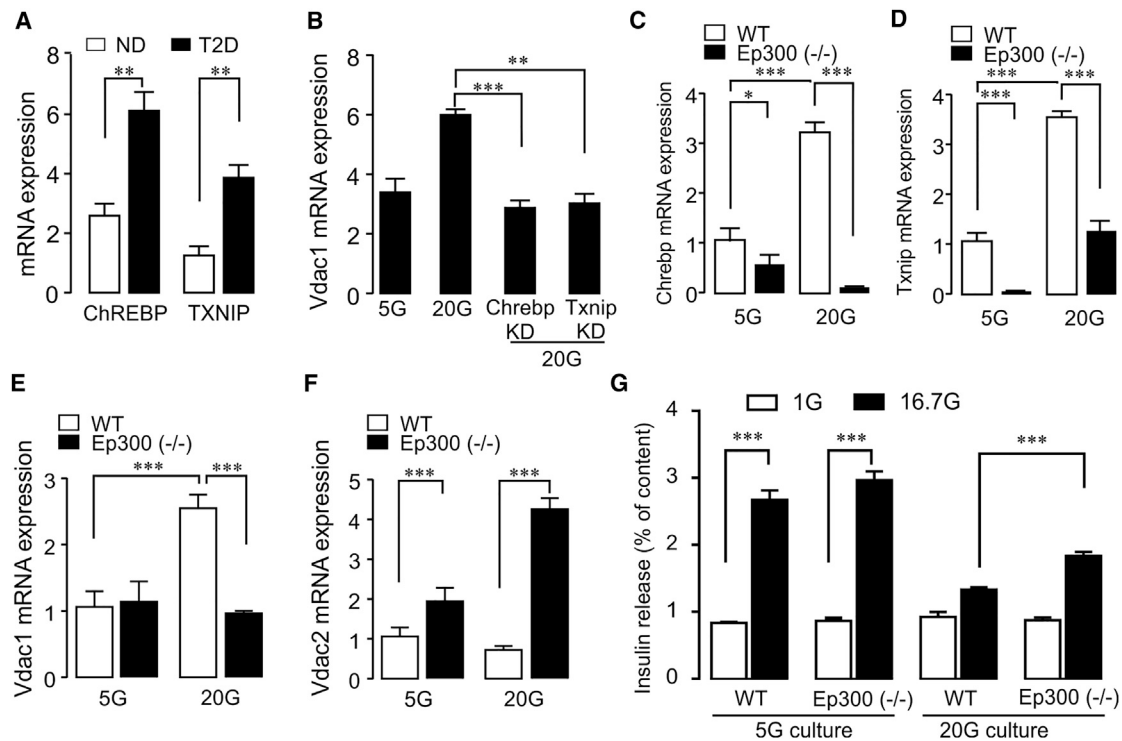 A
ND T2D
mRNA expression
8
6
4
2
0
** **
ChREBP TXNIP
B
Vdac1 mRNA expression
8
6
4
2
0
**
***
5G 20G Chrebp Txnip
KD KD
20G
C
WT
Ep300 (-/-)
Chrebp mRNA expression
4
3
2
1
0
*** ***
*
5G 20G
D
WT
Ep300 (-/-)
Txnip mRNA expression
4
3
2
1
0
*** ***
***
5G 20G
E
WT
Ep300 (-/-)
Vdac1 mRNA expression
3
2
1
0
*** ***
5G 20G
F
WT
Ep300 (-/-)
Vdac2 mRNA expression
5
4
3
2
1
0
*** ***
5G 20G
G
1G 16.7G
Insulin release (% of content)
4
3
2
1
0
*** *** ***
WT Ep300 (-/-) WT Ep300 (-/-)
5G culture 20G culture